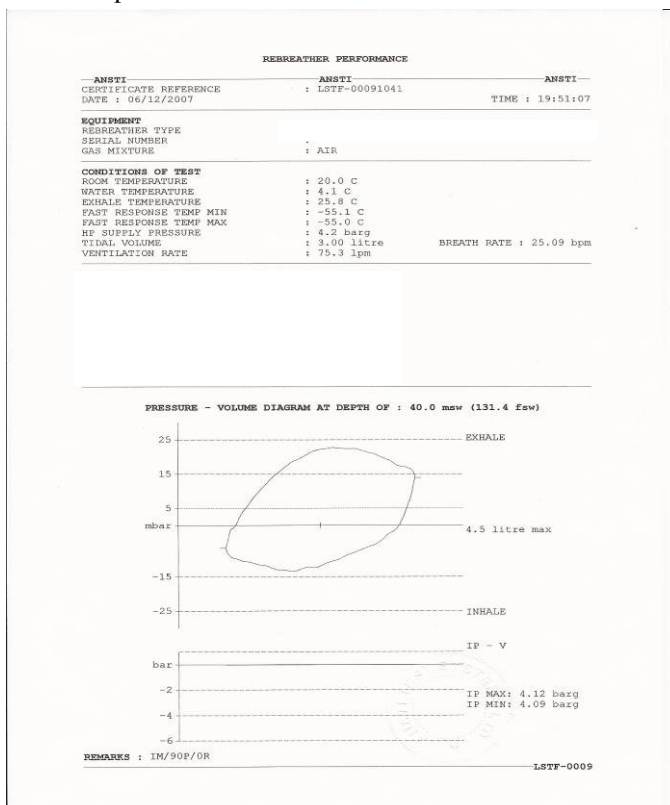 REBREATHER PERFORMANCE
ANSTI ANSTI ANSTI
CERTIFICATE REFERENCE : LSTF-00091041
DATE : 06/12/2007 TIME : 19:51:07
EQUIPMENT
REBREATHER TYPE
SERIAL NUMBER .
GAS MIXTURE : AIR
CONDITIONS OF TEST
ROOM TEMPERATURE : 20.0 C
WATER TEMPERATURE : 4.1 C
EXHALE TEMPERATURE : 25.8 C
FAST RESPONSE TEMP MIN : -55.1 C
FAST RESPONSE TEMP MAX : -55.0 C
HP SUPPLY PRESSURE : 4.2 barg
TIDAL VOLUME : 3.00 litre BREATH RATE : 25.09 bpm
VENTILATION RATE : 75.3 lpm
PRESSURE - VOLUME DIAGRAM AT DEPTH OF : 40.0 msw (131.4 fsw)
25 EXHALE
15
5
mbar 4.5 litre max
-15
-25 INHALE
IP - V
bar
-2 IP MAX: 4.12 barg
IP MIN: 4.09 barg
-4
-6
REMARKS : IM/90P/0R
LSTF-0009